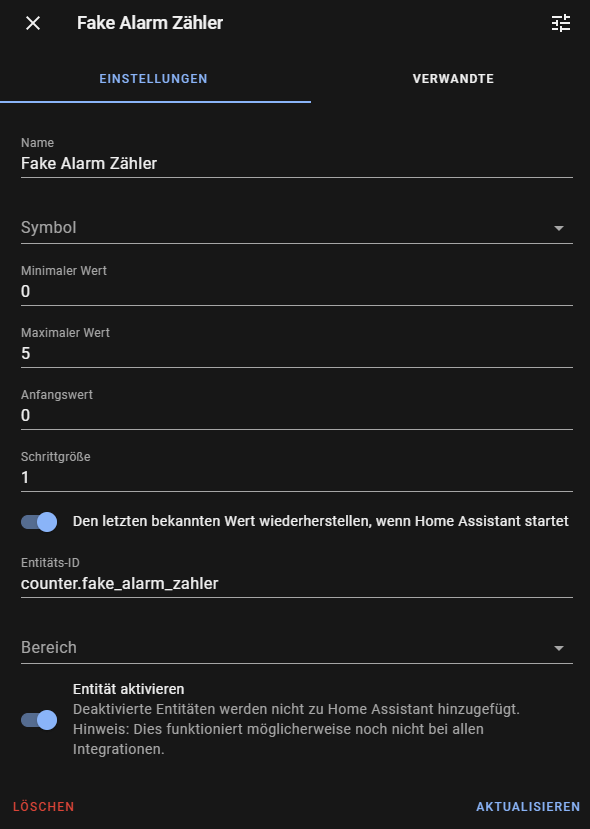 Fake Alarm Zähler
EINSTELLUNGEN
VERWANDTE
Name
Fake Alarm Zähler
Symbol
Minimaler Wert
0
Maximaler Wert
5
Anfangswert
0
Schrittgröße
1
Den letzten bekannten Wert wiederherstellen, wenn Home Assistant startet
Entitäts-ID
counter.fake_alarm_zahler
Bereich
Entität aktivieren
Deaktivierte Entitäten werden nicht zu Home Assistant hinzugefügt.
Hinweis: Dies funktioniert möglicherweise noch nicht bei allen
Integrationen.
LÖSCHEN
AKTUALISIEREN